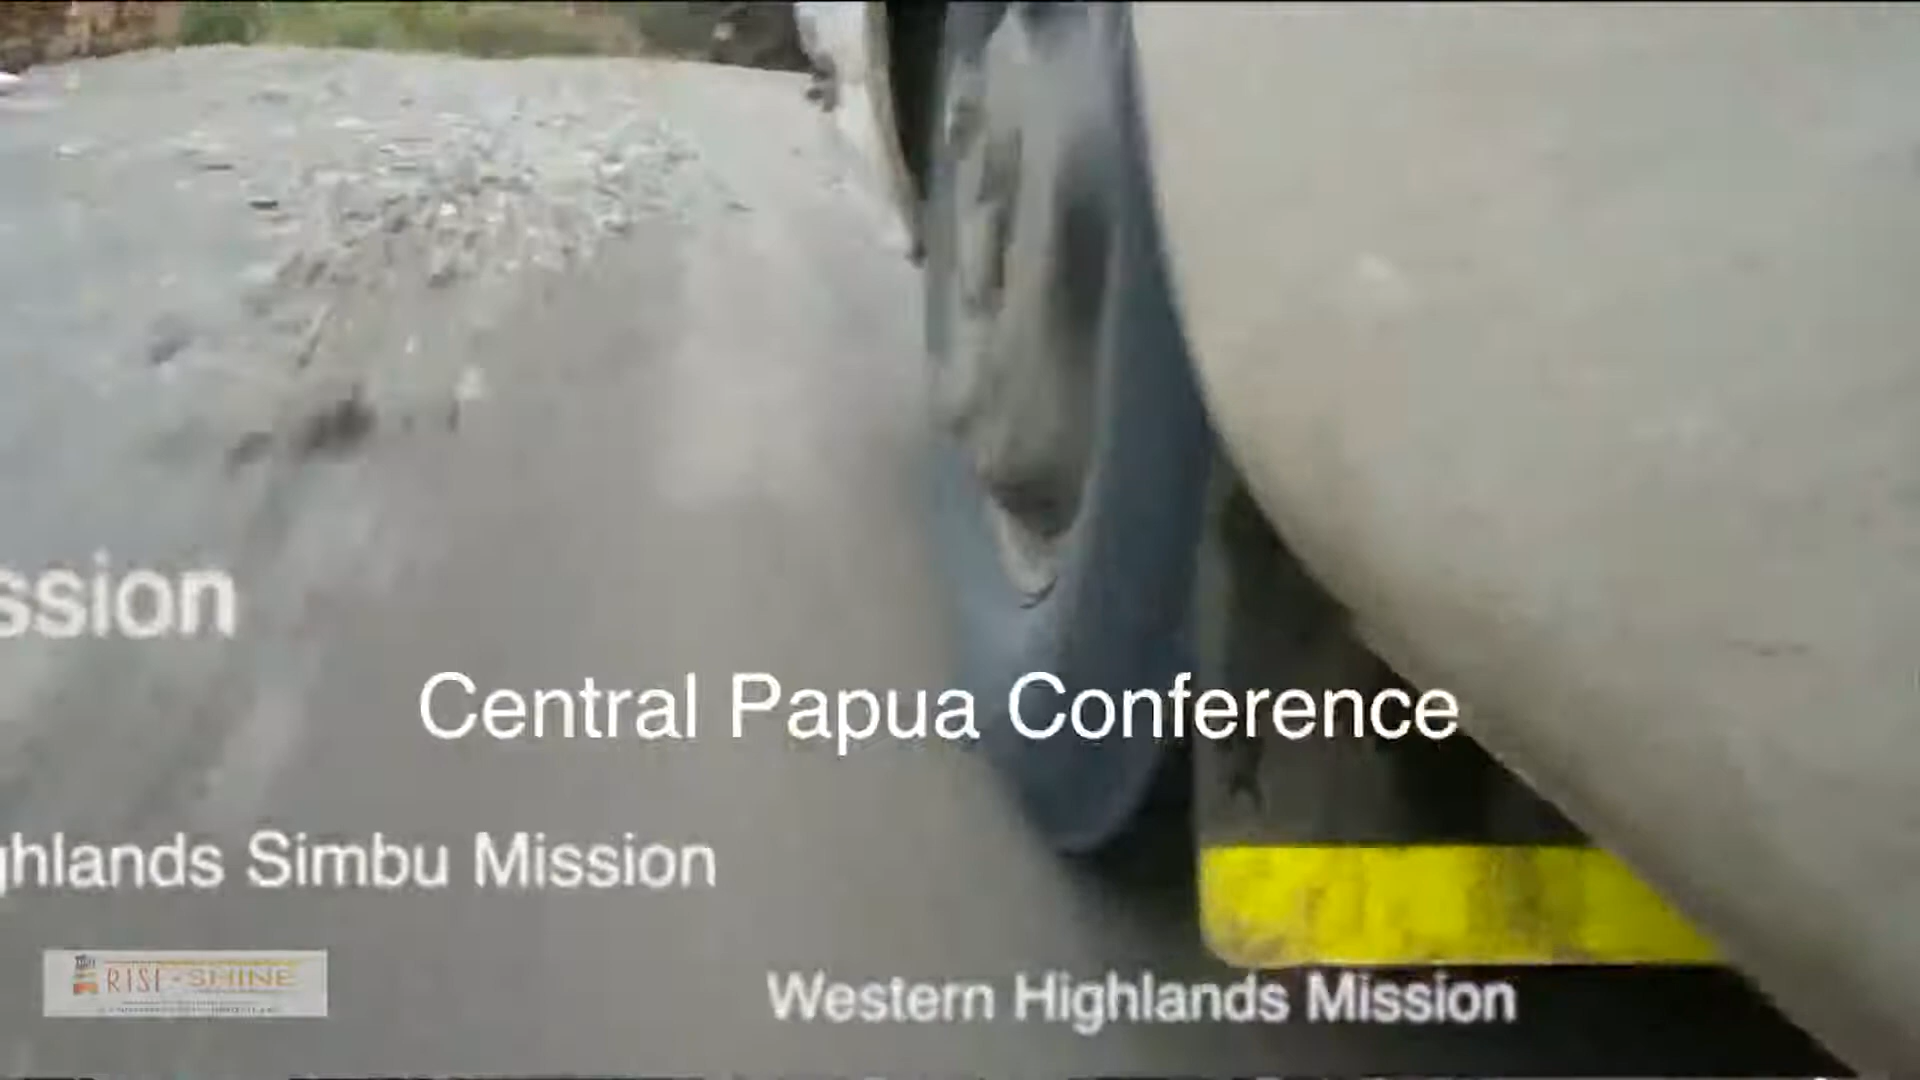 ssion
Central Papua Conference
ghlands Simbu Mission
RISE SHINE
Western Highlands Mission